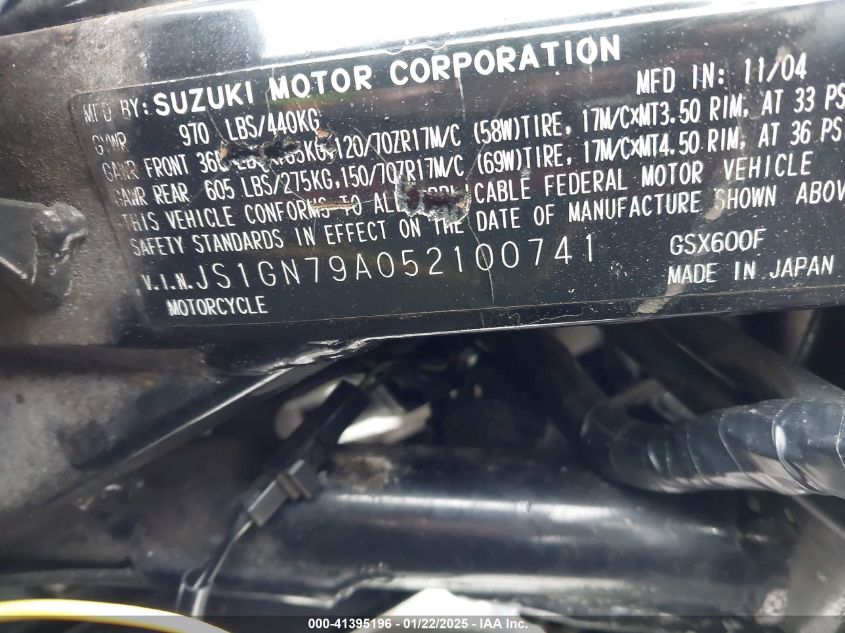 MFD BY: SUZUKI MOTOR CORPORATION MFD IN: 11/04
GVWR 970 LBS/440KG
GAWR FRONT 120/70ZR17M/C (58W)TIRE, 17M/CXMT3.50 RIM, AT 33 PS
GAWR REAR 605 LBS/275KG, 150/70ZR17M/C (69W)TIRE, 17M/CXMT4.50 RIM, AT 36 PS
THIS VEHICLE CONFORMS TO ALL APPLICABLE FEDERAL MOTOR VEHICLE
SAFETY STANDARDS IN EFFECT ON THE DATE OF MANUFACTURE SHOWN ABOV
V.I.N. JS1GN79A052100741 GSX600F
MOTORCYCLE MADE IN JAPAN
000-41395196 - 01/22/2025 - IAA Inc.